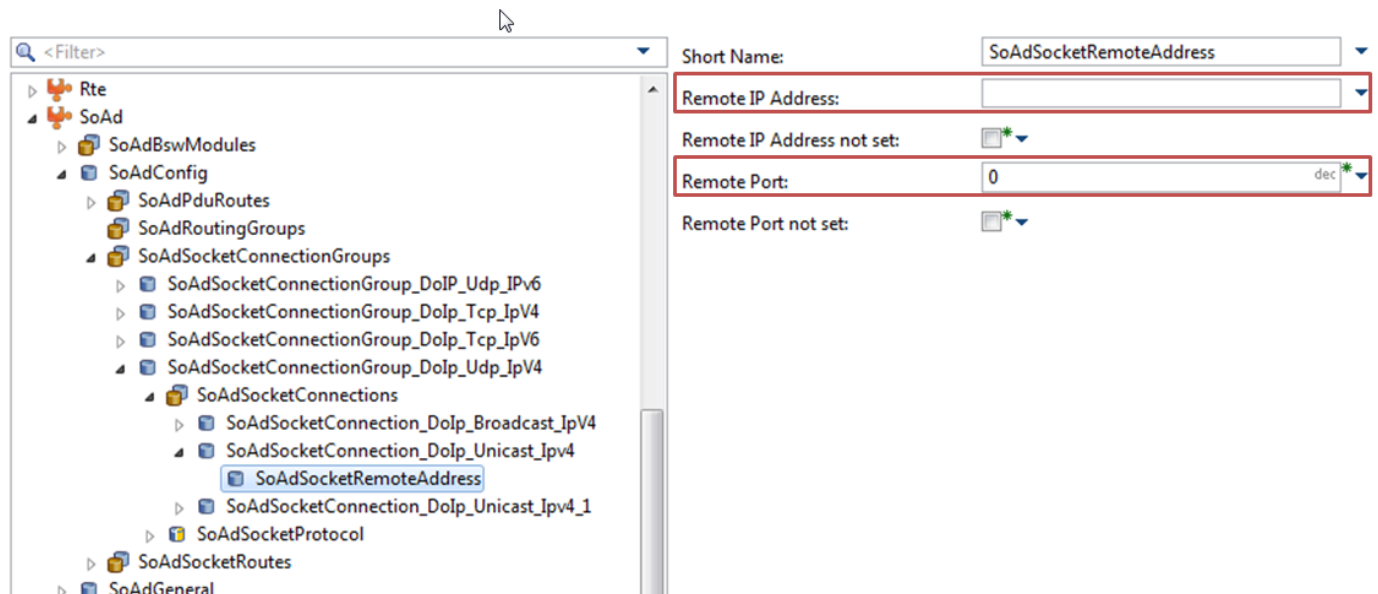 <Filter>
Rte
SoAd
SoAdBswModules
SoAdConfig
SoAdPduRoutes
SoAdRoutingGroups
SoAdSocketConnectionGroups
SoAdSocketConnectionGroup_DoIP_Udp_IPv6
SoAdSocketConnectionGroup_DoIp_Tcp_IpV4
SoAdSocketConnectionGroup_DoIp_Tcp_IpV6
SoAdSocketConnectionGroup_DoIp_Udp_IpV4
SoAdSocketConnections
SoAdSocketConnection_DoIp_Broadcast_IpV4
SoAdSocketConnection_DoIp_Unicast_Ipv4
SoAdSocketRemoteAddress
SoAdSocketConnection_DoIp_Unicast_Ipv4_1
SoAdSocketProtocol
SoAdSocketRoutes
SoAdGeneral
Short Name: SoAdSocketRemoteAddress
Remote IP Address:
Remote IP Address not set:
Remote Port: 0 dec
Remote Port not set: